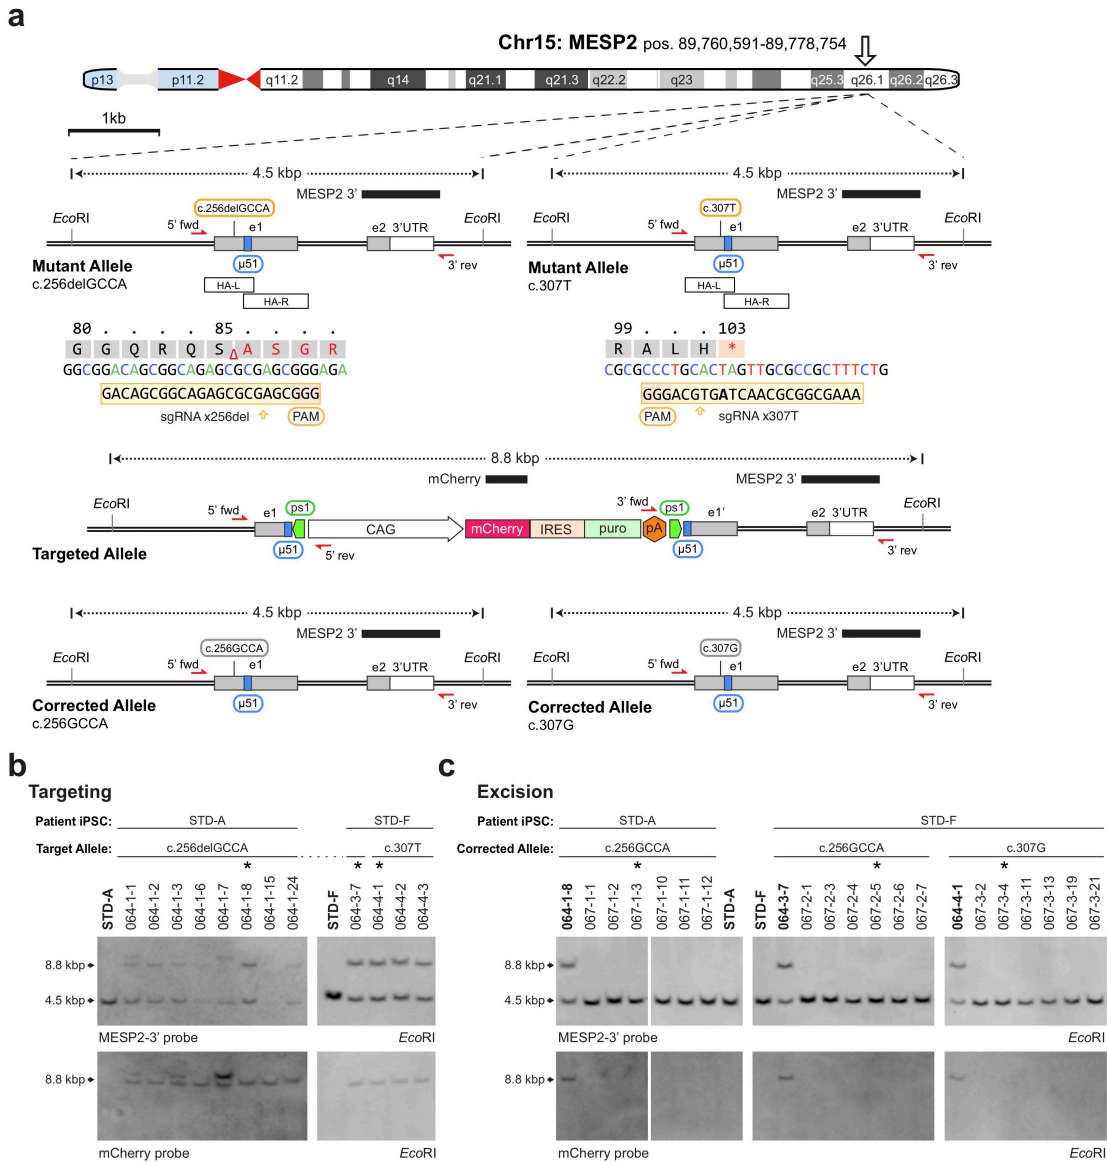 a
Chr15: MESP2 pos. 89,760,591-89,778,754
p13 p11.2 q11.2 q14 q21.1 q21.3 q22.2 q23 q25.3 q26.1 q26.2 q26.3
1kb
4.5 kbp 4.5 kbp
MESP2 3' MESP2 3'
c.256delGCCA c.307T
EcoRI 5' fwd e1 e2 3'UTR EcoRI EcoRI 5' fwd e1 e2 3'UTR EcoRI
Mutant Allele µ51 3' rev Mutant Allele µ51 3' rev
c.256delGCCA c.307T
HA-L HA-L
HA-R HA-R
80 . . . . 85 . . . 99 . . . 103
G G Q R Q S Δ A S G R R A L H *
GGCGGACAGCGGCAGAGCGCGAGCGGGAGA CGCGCCCTGCACTAGTTGCGCCGCTTTCTG
GACAGCGGCAGAGCGCGAGCGGG GGGACGTGATCAACGCGGCGAAA
sgRNA x256del PAM PAM sgRNA x307T
8.8 kbp
mCherry MESP2 3'
EcoRI 5' fwd e1 ps1 3' fwd ps1 e1' e2 3'UTR EcoRI
CAG mCherry IRES puro pA
Targeted Allele µ51 5' rev µ51 3' rev
4.5 kbp 4.5 kbp
MESP2 3' MESP2 3'
c.256GCCA c.307G
EcoRI 5' fwd e1 e2 3'UTR EcoRI EcoRI 5' fwd e1 e2 3'UTR EcoRI
Corrected Allele µ51 3' rev Corrected Allele µ51 3' rev
c.256GCCA c.307G
b
Targeting
Patient iPSC: STD-A STD-F
Target Allele: c.256delGCCA c.307T
* * *
STD-A 064-1-1 064-1-2 064-1-3 064-1-6 064-1-7 064-1-8 064-1-15 064-1-24 STD-F 064-3-7 064-4-1 064-4-2 064-4-3
8.8 kbp
4.5 kbp
MESP2-3' probe EcoRI
8.8 kbp
mCherry probe EcoRI
c
Excision
Patient iPSC: STD-A STD-F
Corrected Allele: c.256GCCA c.256GCCA c.307G
* * *
064-1-8 067-1-1 067-1-2 067-1-3 067-1-10 067-1-11 067-1-12 STD-A STD-F 064-3-7 067-2-1 067-2-3 067-2-4 067-2-5 067-2-6 067-2-7 064-4-1 067-3-2 067-3-4 067-3-11 067-3-13 067-3-19 067-3-21
8.8 kbp
4.5 kbp
MESP2-3' probe EcoRI
8.8 kbp
mCherry probe EcoRI